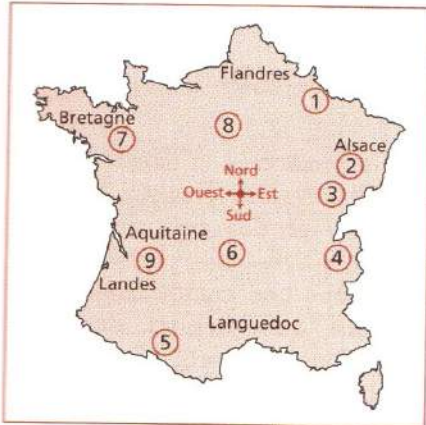 Flandres
1
Bretagne
8
7
Alsace
2
Nord
Ouest Est
3
Sud
Aquitaine
6
4
9
Landes
Languedoc
5